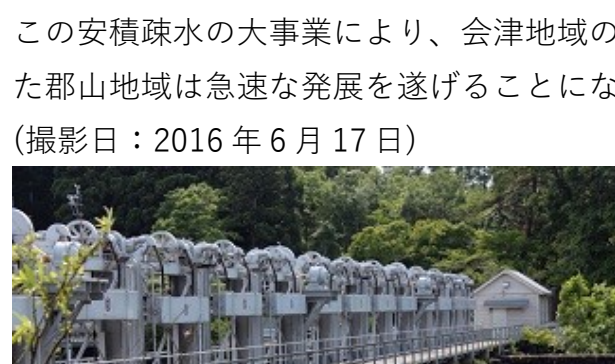 この安積疎水の大事業により、会津地域の
た郡山地域は急速な発展を遂げることにな
(撮影日：2016 年 6 月 17 日)